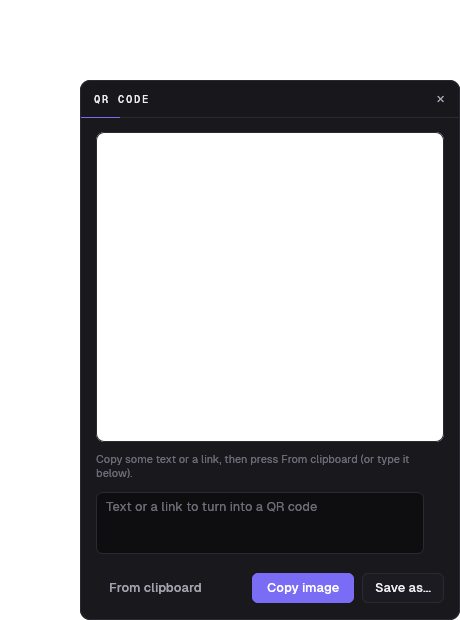 QR CODE
×
Copy some text or a link, then press From clipboard (or type it
below).
Text or a link to turn into a QR code
From clipboard
Copy image
Save as…